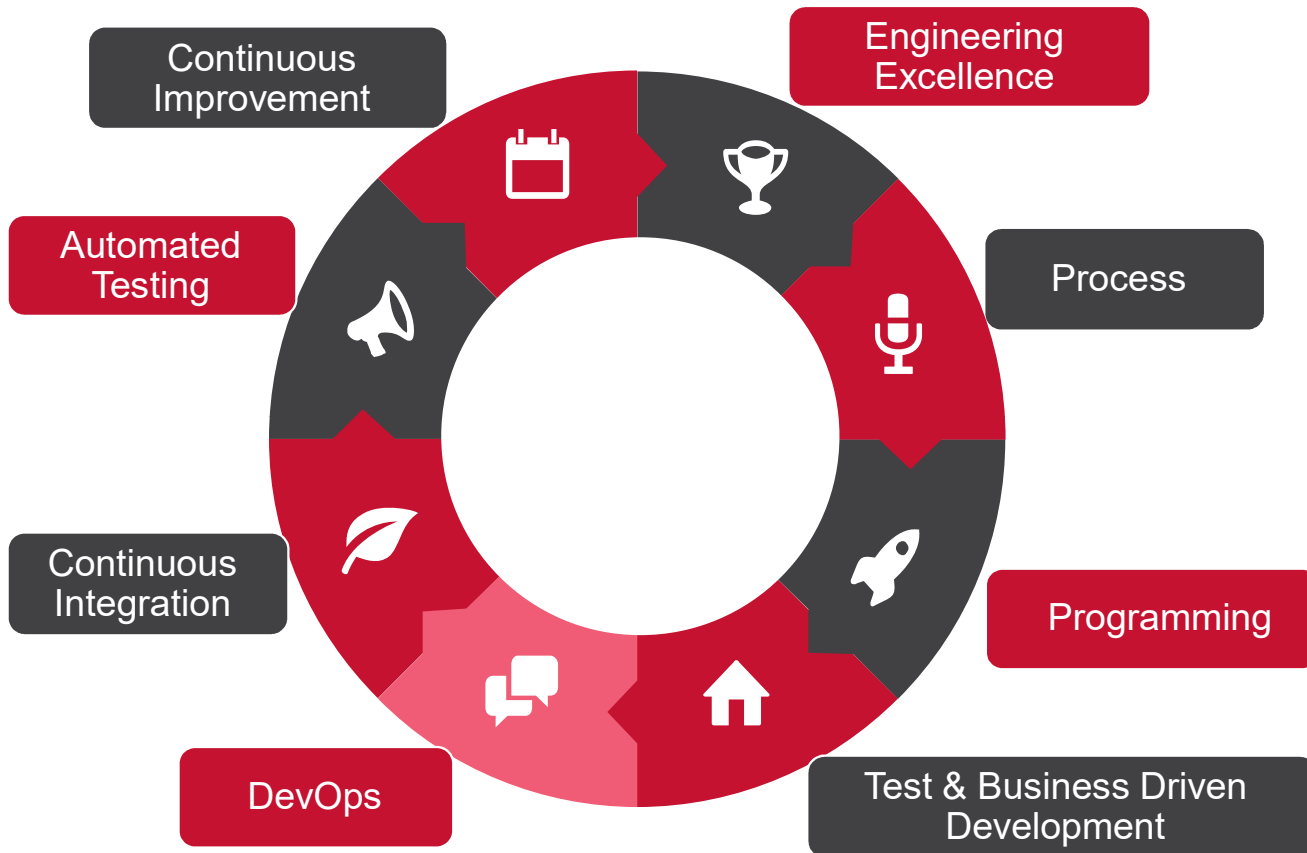 Continuous
Improvement
Engineering
Excellence
Automated
Testing
Process
Continuous
Integration
Programming
DevOps
Test & Business Driven
Development